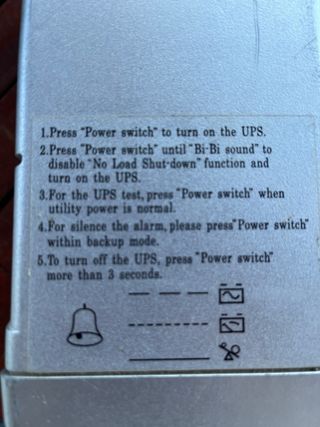 1.Press "Power switch" to turn on the UPS.
2.Press "Power switch" until "Bi-Bi sound" to
disable "No Load Shut-down" function and
turn on the UPS.
3.For the UPS test, press "Power switch" when
utility power is normal.
4.For silence the alarm, please press"Power switch"
within backup mode.
5.To turn off the UPS, press "Power switch"
more than 3 seconds.